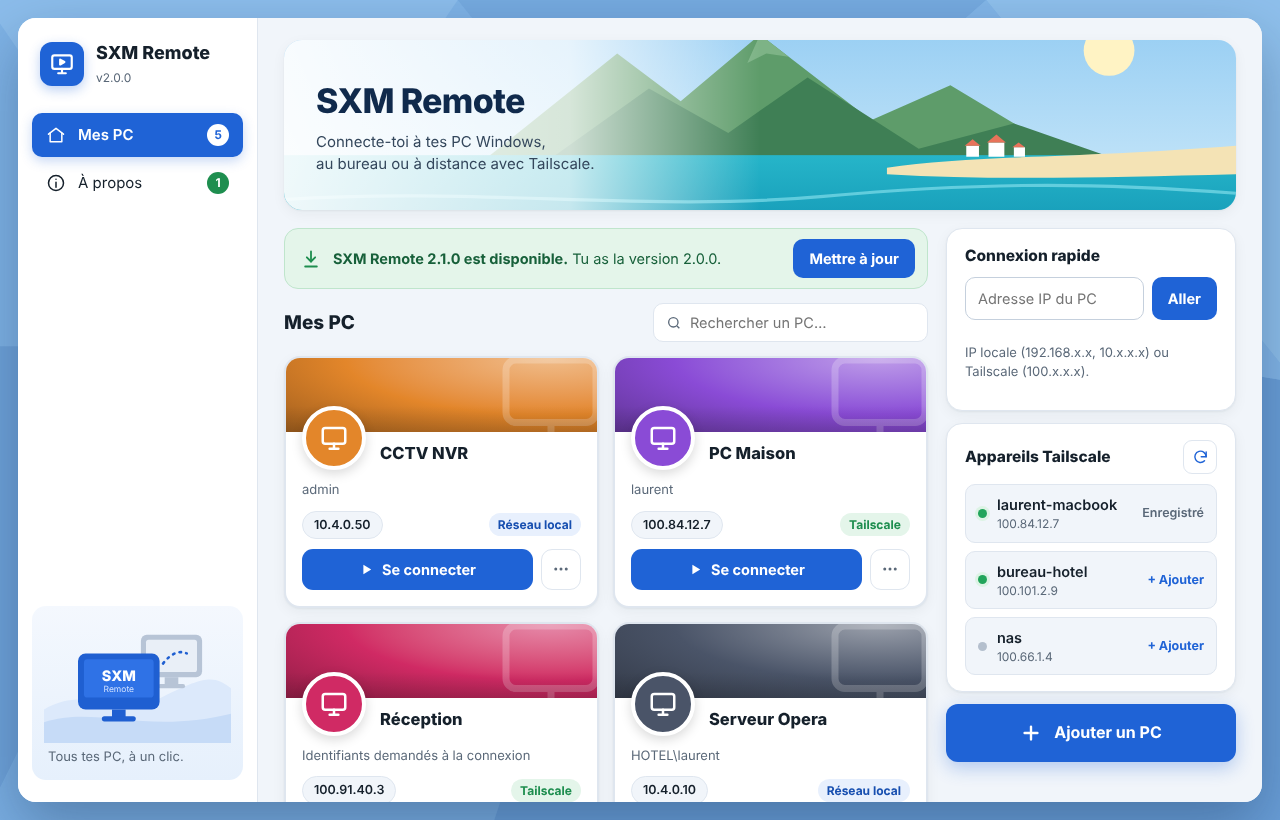 SXM Remote
v2.0.0
Mes PC
5
À propos
1
SXM
Remote
Tous tes PC, à un clic.
SXM Remote
Connecte-toi à tes PC Windows,
au bureau ou à distance avec Tailscale.
SXM Remote 2.1.0 est disponible. Tu as la version 2.0.0.
Mettre à jour
Mes PC
Rechercher un PC...
CCTV NVR
admin
10.4.0.50
Réseau local
Se connecter
PC Maison
laurent
100.84.12.7
Tailscale
Se connecter
Réception
Identifiants demandés à la connexion
100.91.40.3
Tailscale
Serveur Opera
HOTEL\laurent
10.4.0.10
Réseau local
Connexion rapide
Adresse IP du PC
Aller
IP locale (192.168.x.x, 10.x.x.x) ou
Tailscale (100.x.x.x).
Appareils Tailscale
laurent-macbook
100.84.12.7
Enregistré
bureau-hotel
100.101.2.9
+ Ajouter
nas
100.66.1.4
+ Ajouter
Ajouter un PC